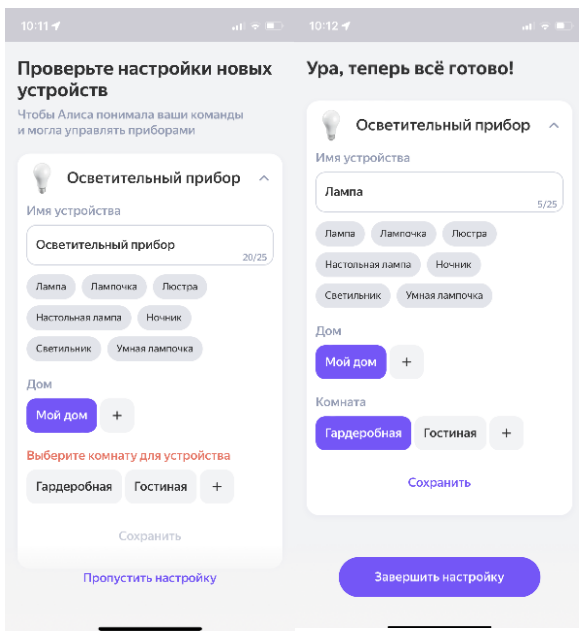 10:11
Проверьте настройки новых
устройств
Чтобы Алиса понимала ваши команды
и могла управлять приборами
Осветительный прибор
Имя устройства
Осветительный прибор
20/25
Лампа Лампочка Люстра
Настольная лампа Ночник
Светильник Умная лампочка
Дом
Мой дом +
Выберите комнату для устройства
Гардеробная Гостиная +
Сохранить
Пропустить настройку
10:12
Ура, теперь всё готово!
Осветительный прибор
Имя устройства
Лампа
5/25
Лампа Лампочка Люстра
Настольная лампа Ночник
Светильник Умная лампочка
Дом
Мой дом +
Комната
Гардеробная Гостиная +
Сохранить
Завершить настройку